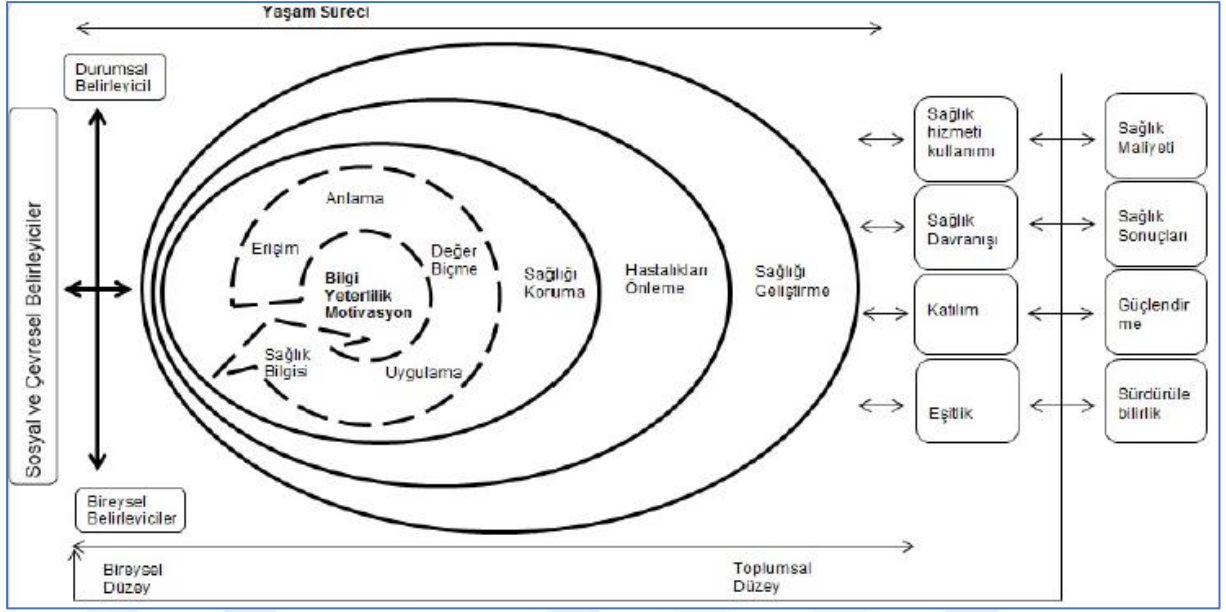 Yaşam Süreci
Durumsal
Belirleyicil
Sosyal ve Çevresel Belirleyiciler
Bireysel
Belirleyiciler
Anlama
Erişim
Değer
Biçme
Bilgi
Yeterlilik
Motivasyon
Sağlık
Bilgisi
Uygulama
Sağlığı
Koruma
Hastalıkları
Önleme
Sağlığı
Geliştirme
Sağlık
hizmeti
kullanımı
Sağlık
Maliyeti
Sağlık
Davranışı
Sağlık
Sonuçları
Katılım
Güçlendir
me
Eşitlik
Sürdürüle
bilirlik
Bireysel
Düzey
Toplumsal
Düzey